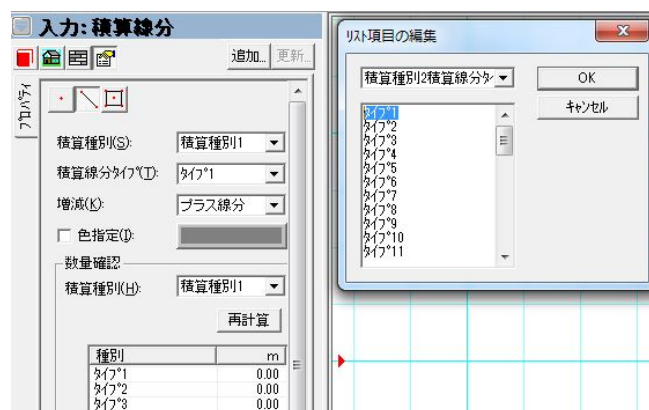 入力: 積算線分
追加...
更新...
プロパティ
積算種別(S):
積算種別1
積算線分タイプ(T):
タイプ1
増減(K):
プラス線分
色指定(I):
数量確認
積算種別(H):
積算種別1
再計算
種別 m
タイプ1 0.00
タイプ2 0.00
タイプ3 0.00
リスト項目の編集
積算種別2積算線分タ
OK
キャンセル
タイプ1
タイプ2
タイプ3
タイプ4
タイプ5
タイプ6
タイプ7
タイプ8
タイプ9
タイプ10
タイプ11